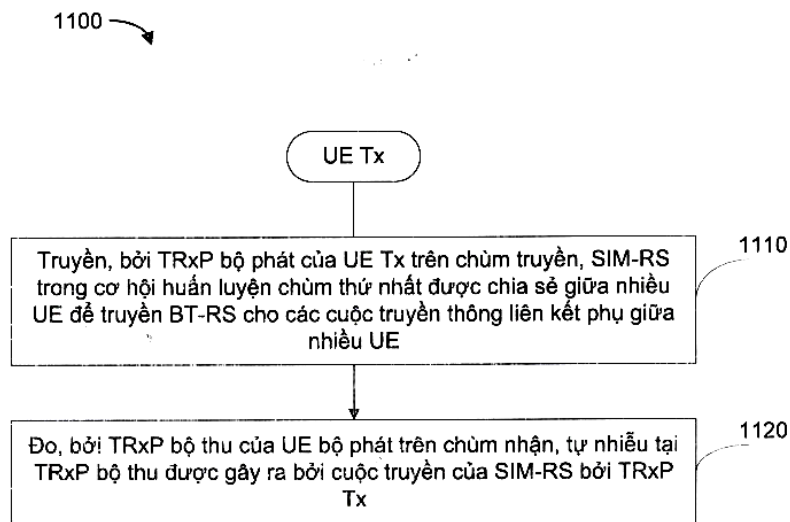 1100
UE Tx
Truyền, bởi TRxP bộ phát của UE Tx trên chùm truyền, SIM-RS
trong cơ hội huấn luyện chùm thứ nhất được chia sẻ giữa nhiều
UE để truyền BT-RS cho các cuộc truyền thông liên kết phụ giữa
nhiều UE
1110
Đo, bởi TRxP bộ thu của UE bộ phát trên chùm nhận, tự nhiễu tại
TRxP bộ thu được gây ra bởi cuộc truyền của SIM-RS bởi TRxP
Tx
1120